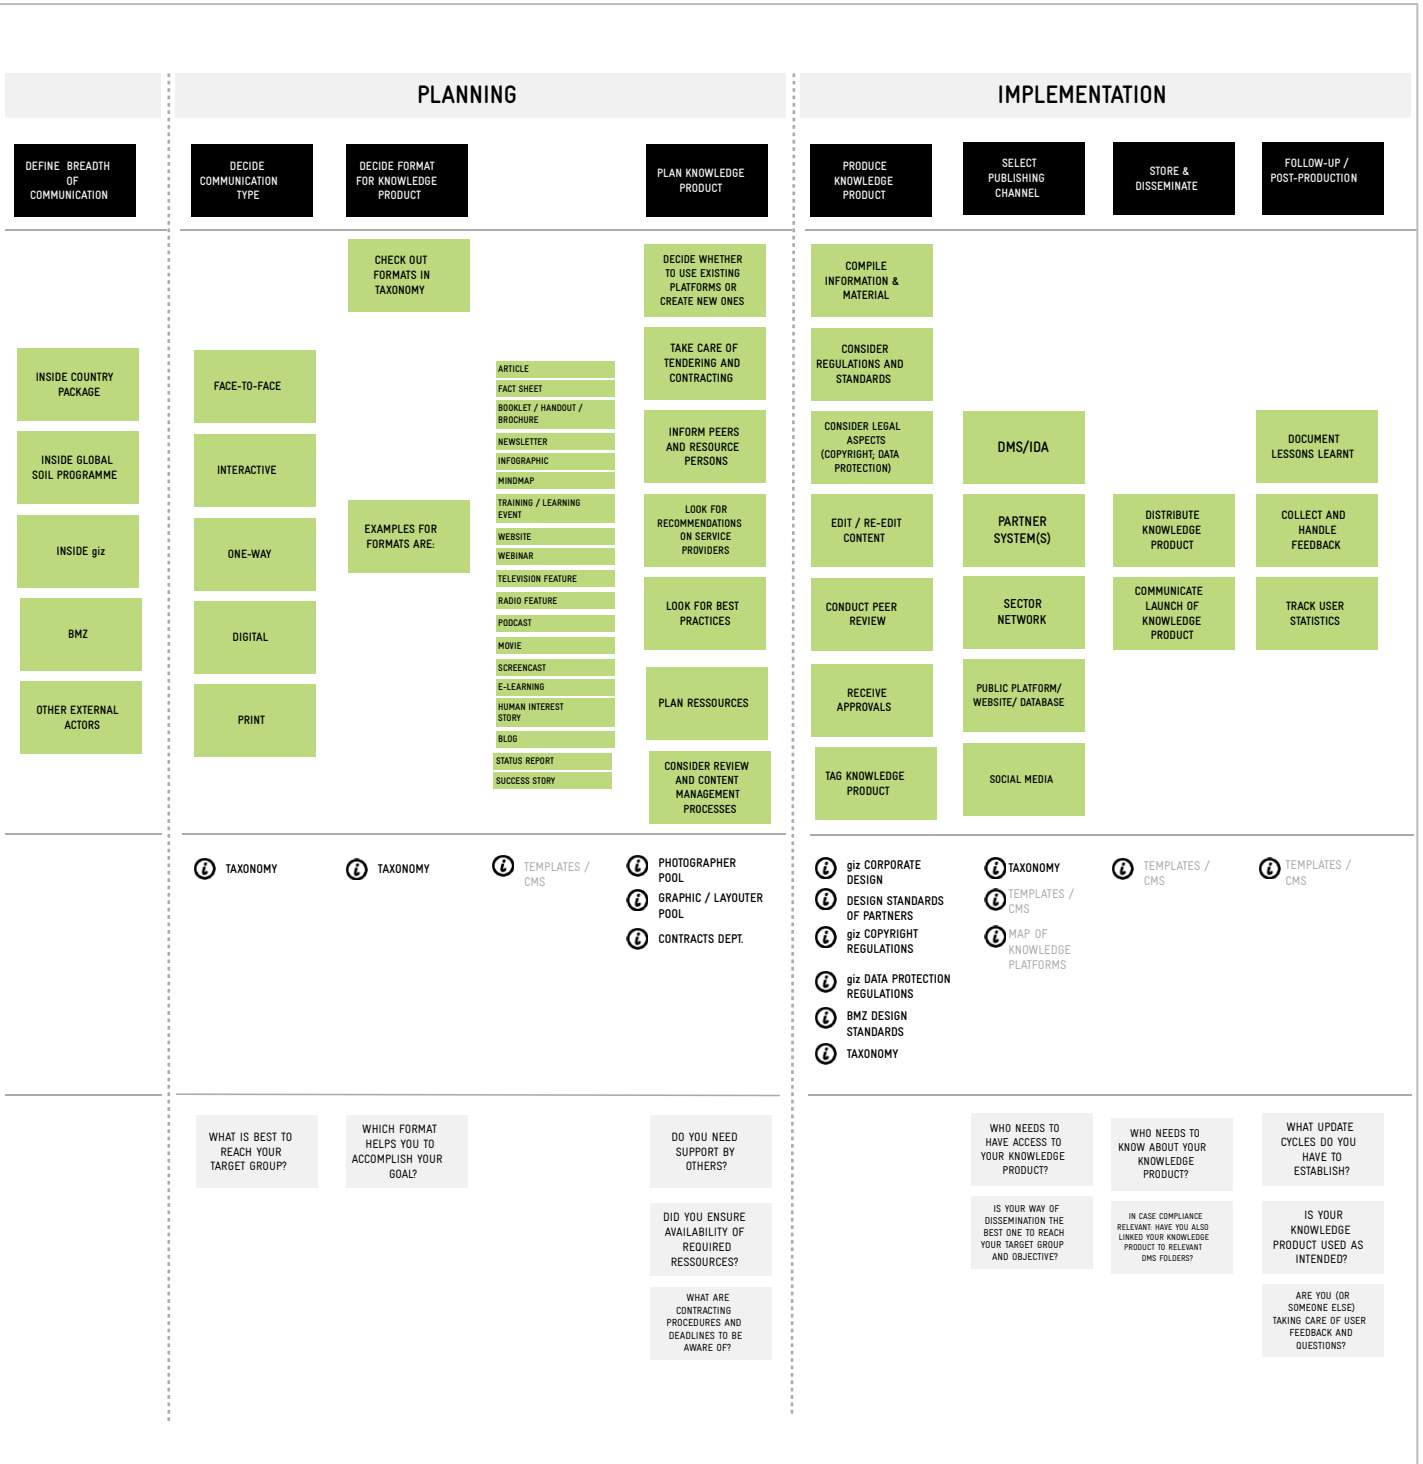 PLANNING
IMPLEMENTATION
DEFINE BREADTH
OF
COMMUNICATION
DECIDE
COMMUNICATION
TYPE
DECIDE FORMAT
FOR KNOWLEDGE
PRODUCT
PLAN KNOWLEDGE
PRODUCT
PRODUCE
KNOWLEDGE
PRODUCT
SELECT
PUBLISHING
CHANNEL
STORE &
DISSEMINATE
FOLLOW-UP /
POST-PRODUCTION
INSIDE COUNTRY
PACKAGE
INSIDE GLOBAL
SOIL PROGRAMME
INSIDE giz
BMZ
OTHER EXTERNAL
ACTORS
FACE-TO-FACE
INTERACTIVE
ONE-WAY
DIGITAL
PRINT
CHECK OUT
FORMATS IN
TAXONOMY
EXAMPLES FOR
FORMATS ARE:
ARTICLE
FACT SHEET
BOOKLET / HANDOUT /
BROCHURE
NEWSLETTER
INFOGRAPHIC
MINDMAP
TRAINING / LEARNING
EVENT
WEBSITE
WEBINAR
TELEVISION FEATURE
RADIO FEATURE
PODCAST
MOVIE
SCREENCAST
E-LEARNING
HUMAN INTEREST
STORY
BLOG
STATUS REPORT
SUCCESS STORY
DECIDE WHETHER
TO USE EXISTING
PLATFORMS OR
CREATE NEW ONES
TAKE CARE OF
TENDERING AND
CONTRACTING
INFORM PEERS
AND RESOURCE
PERSONS
LOOK FOR
RECOMMENDATIONS
ON SERVICE
PROVIDERS
LOOK FOR BEST
PRACTICES
PLAN RESSOURCES
CONSIDER REVIEW
AND CONTENT
MANAGEMENT
PROCESSES
COMPILE
INFORMATION &
MATERIAL
CONSIDER
REGULATIONS AND
STANDARDS
CONSIDER LEGAL
ASPECTS
(COPYRIGHT; DATA
PROTECTION)
EDIT / RE-EDIT
CONTENT
CONDUCT PEER
REVIEW
RECEIVE
APPROVALS
TAG KNOWLEDGE
PRODUCT
DMS/IDA
PARTNER
SYSTEM(S)
SECTOR
NETWORK
PUBLIC PLATFORM/
WEBSITE/ DATABASE
SOCIAL MEDIA
DISTRIBUTE
KNOWLEDGE
PRODUCT
COMMUNICATE
LAUNCH OF
KNOWLEDGE
PRODUCT
DOCUMENT
LESSONS LEARNT
COLLECT AND
HANDLE
FEEDBACK
TRACK USER
STATISTICS
i TAXONOMY
i TAXONOMY
i TEMPLATES /
CMS
i PHOTOGRAPHER
POOL
i GRAPHIC / LAYOUTER
POOL
i CONTRACTS DEPT.
i giz CORPORATE
DESIGN
i DESIGN STANDARDS
OF PARTNERS
i giz COPYRIGHT
REGULATIONS
i giz DATA PROTECTION
REGULATIONS
i BMZ DESIGN
STANDARDS
i TAXONOMY
i TAXONOMY
i TEMPLATES /
CMS
i MAP OF
KNOWLEDGE
PLATFORMS
i TEMPLATES /
CMS
i TEMPLATES /
CMS
WHAT IS BEST TO
REACH YOUR
TARGET GROUP?
WHICH FORMAT
HELPS YOU TO
ACCOMPLISH YOUR
GOAL?
DO YOU NEED
SUPPORT BY
OTHERS?
DID YOU ENSURE
AVAILABILITY OF
REQUIRED
RESSOURCES?
WHAT ARE
CONTRACTING
PROCEDURES AND
DEADLINES TO BE
AWARE OF?
WHO NEEDS TO
HAVE ACCESS TO
YOUR KNOWLEDGE
PRODUCT?
IS YOUR WAY OF
DISSEMINATION THE
BEST ONE TO REACH
YOUR TARGET GROUP
AND OBJECTIVE?
WHO NEEDS TO
KNOW ABOUT YOUR
KNOWLEDGE
PRODUCT?
IN CASE COMPLIANCE
RELEVANT: HAVE YOU ALSO
LINKED YOUR KNOWLEDGE
PRODUCT TO RELEVANT
DMS FOLDERS?
WHAT UPDATE
CYCLES DO YOU
HAVE TO
ESTABLISH?
IS YOUR
KNOWLEDGE
PRODUCT USED AS
INTENDED?
ARE YOU (OR
SOMEONE ELSE)
TAKING CARE OF USER
FEEDBACK AND
QUESTIONS?